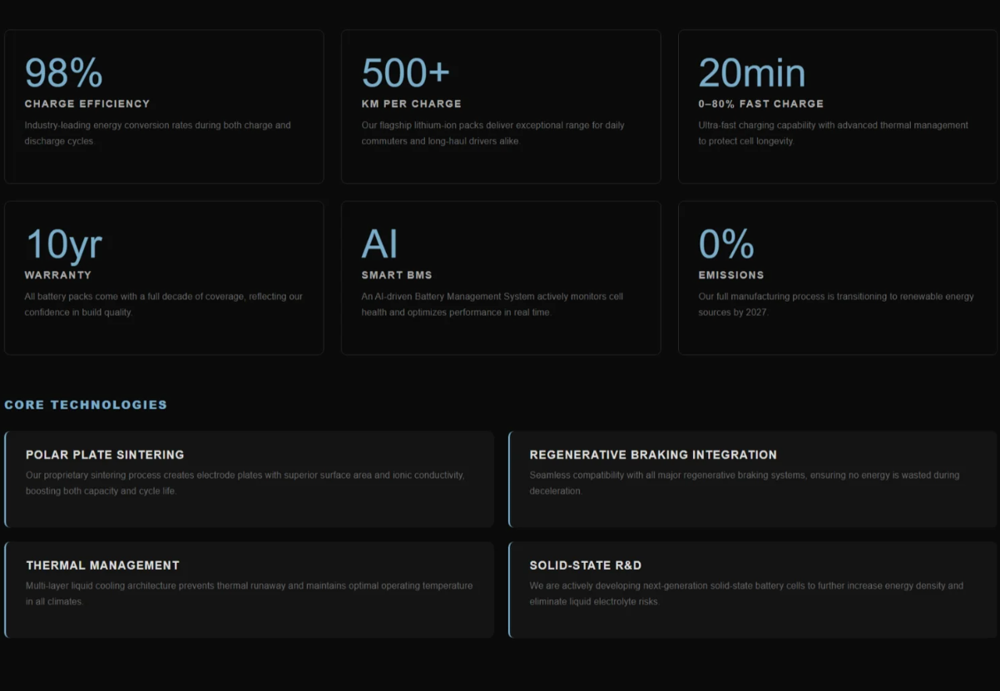 98%
CHARGE EFFICIENCY
Industry-leading energy conversion rates during both charge and
discharge cycles.
500+
KM PER CHARGE
Our flagship lithium-ion packs deliver exceptional range for daily
commuters and long-haul drivers alike.
20min
0–80% FAST CHARGE
Ultra-fast charging capability with advanced thermal management
to protect cell longevity.
10yr
WARRANTY
All battery packs come with a full decade of coverage, reflecting our
confidence in build quality.
AI
SMART BMS
An AI-driven Battery Management System actively monitors cell
health and optimizes performance in real time.
0%
EMISSIONS
Our full manufacturing process is transitioning to renewable energy
sources by 2027.
CORE TECHNOLOGIES
POLAR PLATE SINTERING
Our proprietary sintering process creates electrode plates with superior surface area and ionic conductivity,
boosting both capacity and cycle life.
REGENERATIVE BRAKING INTEGRATION
Seamless compatibility with all major regenerative braking systems, ensuring no energy is wasted during
deceleration.
THERMAL MANAGEMENT
Multi-layer liquid cooling architecture prevents thermal runaway and maintains optimal operating temperature
in all climates.
SOLID-STATE R&D
We are actively developing next-generation solid-state battery cells to further increase energy density and
eliminate liquid electrolyte risks.